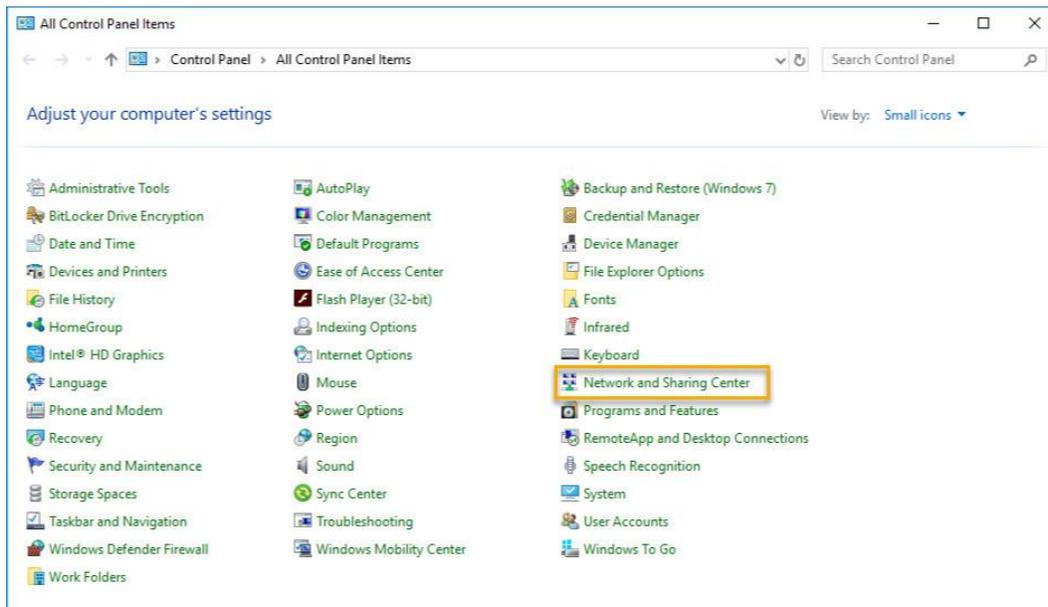 All Control Panel Items
Control Panel > All Control Panel Items
Search Control Panel
Adjust your computer's settings
View by: Small icons
Administrative Tools
AutoPlay
Backup and Restore (Windows 7)
BitLocker Drive Encryption
Color Management
Credential Manager
Date and Time
Default Programs
Device Manager
Devices and Printers
Ease of Access Center
File Explorer Options
File History
Flash Player (32-bit)
Fonts
HomeGroup
Indexing Options
Infrared
Intel® HD Graphics
Internet Options
Keyboard
Language
Mouse
Network and Sharing Center
Phone and Modem
Power Options
Programs and Features
Recovery
Region
RemoteApp and Desktop Connections
Security and Maintenance
Sound
Speech Recognition
Storage Spaces
Sync Center
System
Taskbar and Navigation
Troubleshooting
User Accounts
Windows Defender Firewall
Windows Mobility Center
Windows To Go
Work Folders